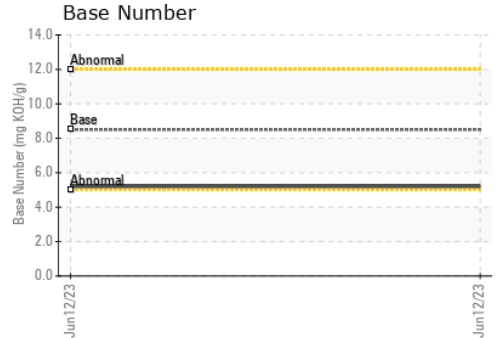 Base Number
Base Number (mg KOH/g)
14.0
12.0
10.0
8.0
6.0
4.0
2.0
0.0
Abnormal
Base
Abnormal
Jun12/23
Jun12/23